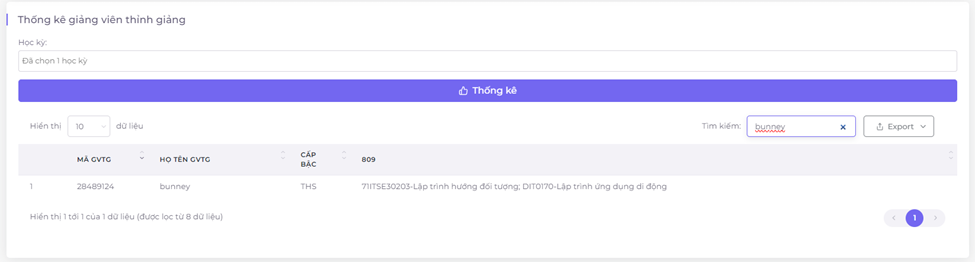 Thống kê giảng viên thỉnh giảng
Học kỳ:
Đã chọn 1 học kỳ
Thống kê
Hiển thị 10 dữ liệu Tìm kiếm: bunney Export
MÃ GVTG HỌ TÊN GVTG CẤP BẬC 809
1 28489124 bunney THS 71ITSE30203-Lập trình hướng đối tượng; DIT0170-Lập trình ứng dụng di động
Hiển thị 1 tới 1 của 1 dữ liệu (được lọc từ 8 dữ liệu) 1